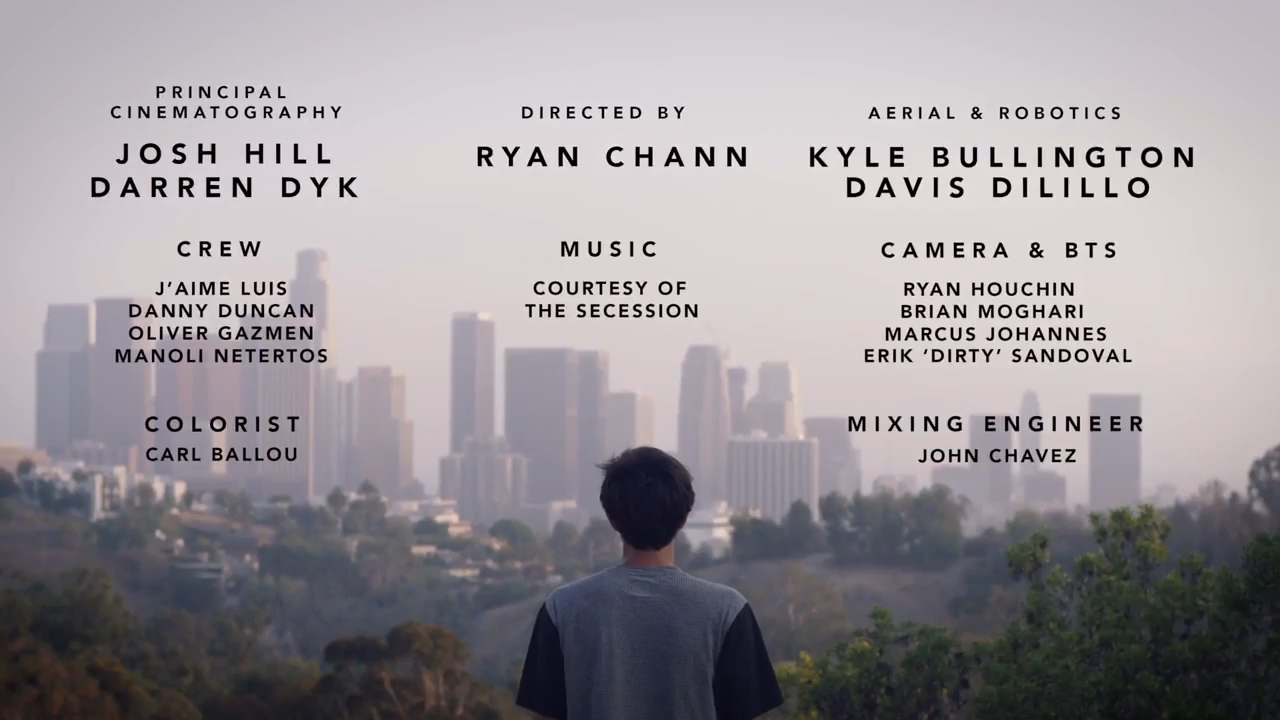 PRINCIPAL
CINEMATOGRAPHY
JOSH HILL
DARREN DYK
DIRECTED BY
RYAN CHANN
AERIAL & ROBOTICS
KYLE BULLINGTON
DAVIS DILILLO
CREW
J’AIME LUIS
DANNY DUNCAN
OLIVER GAZMEN
MANOLI NETERTOS
MUSIC
COURTESY OF
THE SECESSION
CAMERA & BTS
RYAN HOUCHIN
BRIAN MOGHARI
MARCUS JOHANNES
ERIK ‘DIRTY’ SANDOVAL
COLORIST
CARL BALLOU
MIXING ENGINEER
JOHN CHAVEZ